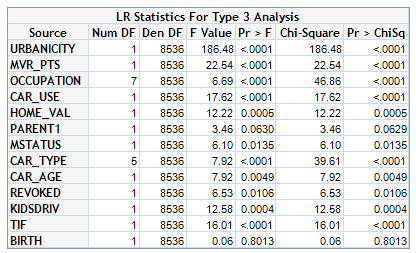 LR Statistics For Type 3 Analysis
Source Num DF Den DF F Value Pr > F Chi-Square Pr > ChiSq
URBANICITY 1 8536 186.48 <.0001 186.48 <.0001
MVR_PTS 1 8536 22.54 <.0001 22.54 <.0001
OCCUPATION 7 8536 6.69 <.0001 46.86 <.0001
CAR_USE 1 8536 17.62 <.0001 17.62 <.0001
HOME_VAL 1 8536 12.22 0.0005 12.22 0.0005
PARENT1 1 8536 3.46 0.0630 3.46 0.0629
MSTATUS 1 8536 6.10 0.0135 6.10 0.0135
CAR_TYPE 5 8536 7.92 <.0001 39.61 <.0001
CAR_AGE 1 8536 7.92 0.0049 7.92 0.0049
REVOKED 1 8536 6.53 0.0106 6.53 0.0106
KIDSDRIV 1 8536 12.58 0.0004 12.58 0.0004
TIF 1 8536 16.01 <.0001 16.01 <.0001
BIRTH 1 8536 0.06 0.8013 0.06 0.8013